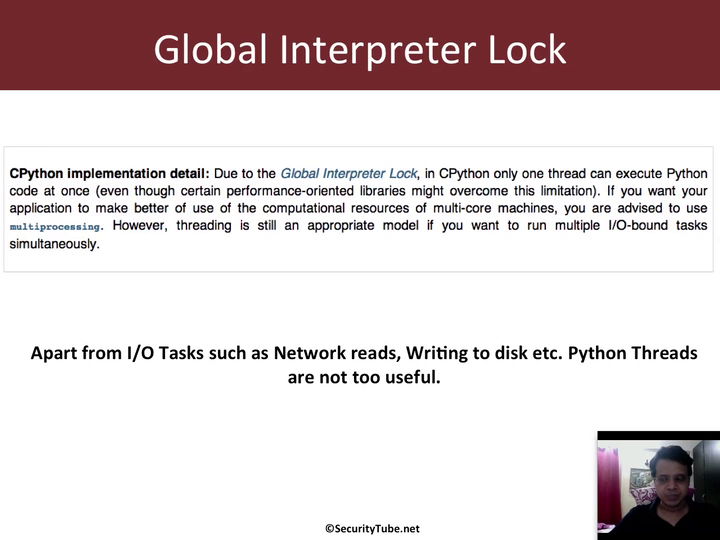 Global Interpreter Lock
CPython implementation detail: Due to the Global Interpreter Lock, in CPython only one thread can execute Python
code at once (even though certain performance-oriented libraries might overcome this limitation). If you want your
application to make better of use of the computational resources of multi-core machines, you are advised to use
multiprocessing. However, threading is still an appropriate model if you want to run multiple I/O-bound tasks
simultaneously.
Apart from I/O Tasks such as Network reads, Writing to disk etc. Python Threads
are not too useful.
©SecurityTube.net